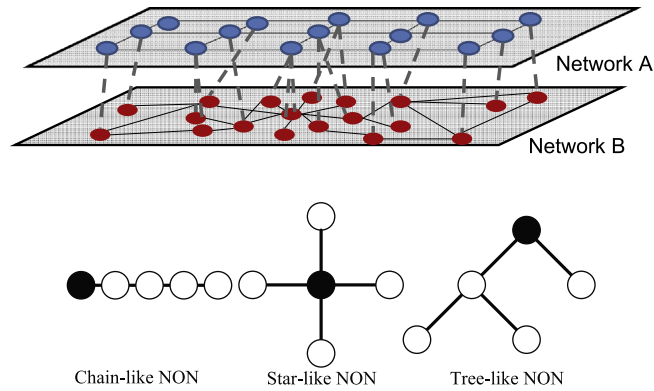 Network A
Network B
Chain-like NON
Star-like NON
Tree-like NON